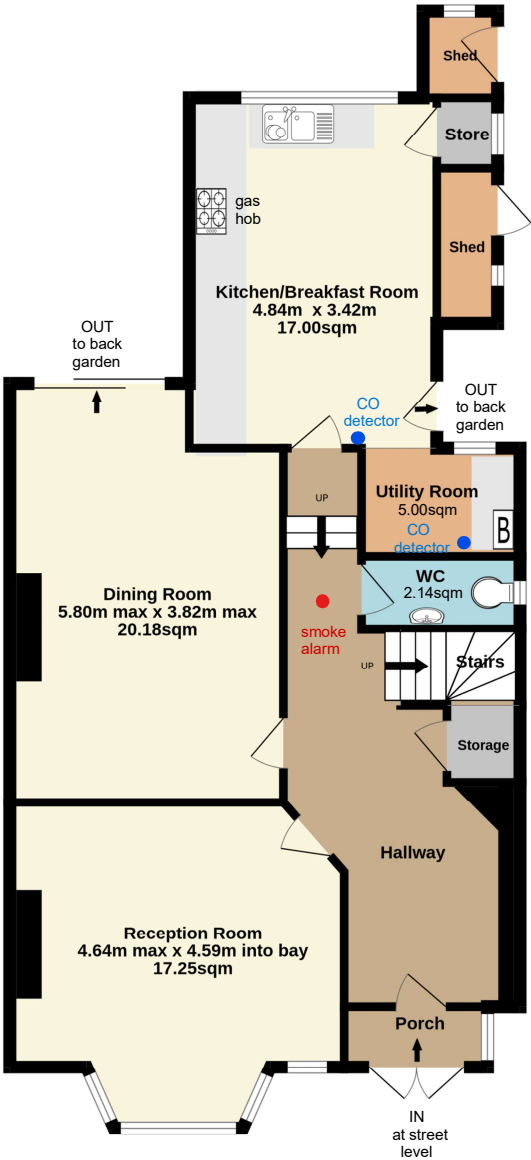 Shed
Store
gas
hob
Shed
Kitchen/Breakfast Room
4.84m x 3.42m
17.00sqm
OUT
to back
garden
CO
detector
OUT
to back
garden
UP
Utility Room
5.00sqm
CO
detector
B
WC
2.14sqm
Dining Room
5.80m max x 3.82m max
20.18sqm
smoke
alarm
UP
Stairs
Storage
Hallway
Reception Room
4.64m max x 4.59m into bay
17.25sqm
Porch
IN
at street
level